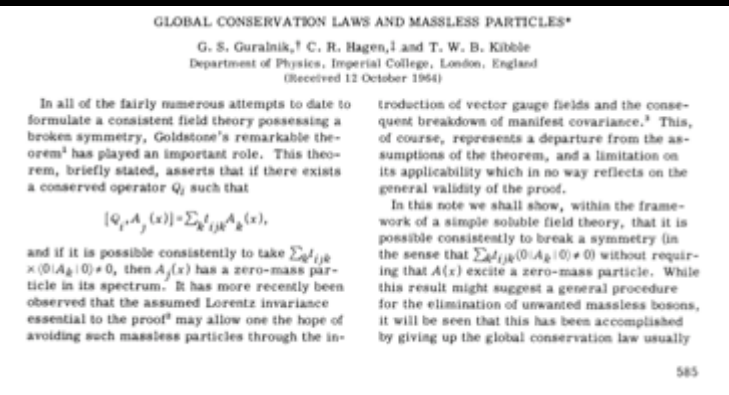 GLOBAL CONSERVATION LAWS AND MASSLESS PARTICLES*
G. S. Guralnik,† C. R. Hagen,‡ and T. W. B. Kibble
Department of Physics, Imperial College, London, England
(Received 12 October 1964)
In all of the fairly numerous attempts to date to
formulate a consistent field theory possessing a
broken symmetry, Goldstone's remarkable the-
orem¹ has played an important role. This theo-
rem, briefly stated, asserts that if there exists
a conserved operator Qᵢ such that
[Qᵢ, Aⱼ(x)] = Σₖ tᵢⱼₖ Aₖ(x),
and if it is possible consistently to take Σₖ tᵢⱼₖ
× ⟨0|Aₖ|0⟩ ≠ 0, then Aⱼ(x) has a zero-mass par-
ticle in its spectrum. It has more recently been
observed that the assumed Lorentz invariance
essential to the proof² may allow one the hope of
avoiding such massless particles through the in-
troduction of vector gauge fields and the conse-
quent breakdown of manifest covariance.³ This,
of course, represents a departure from the as-
sumptions of the theorem, and a limitation on
its applicability which in no way reflects on the
general validity of the proof.
In this note we shall show, within the frame-
work of a simple soluble field theory, that it is
possible consistently to break a symmetry (in
the sense that Σₖ tᵢⱼₖ⟨0|Aₖ|0⟩ ≠ 0) without requir-
ing that A(x) excite a zero-mass particle. While
this result might suggest a general procedure
for the elimination of unwanted massless bosons,
it will be seen that this has been accomplished
by giving up the global conservation law usually
585